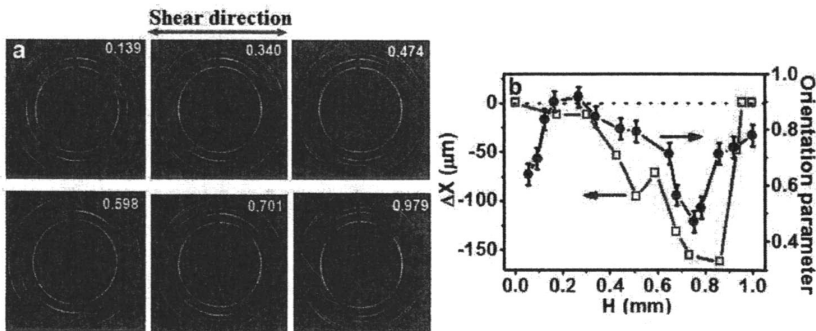 Shear direction
a
0.139
0.340
0.474
0.598
0.701
0.979
b
0
-50
-100
-150
ΔX (μm)
1.0
0.8
0.6
0.4
Orientation parameter
0.0 0.2 0.4 0.6 0.8 1.0
H (mm)